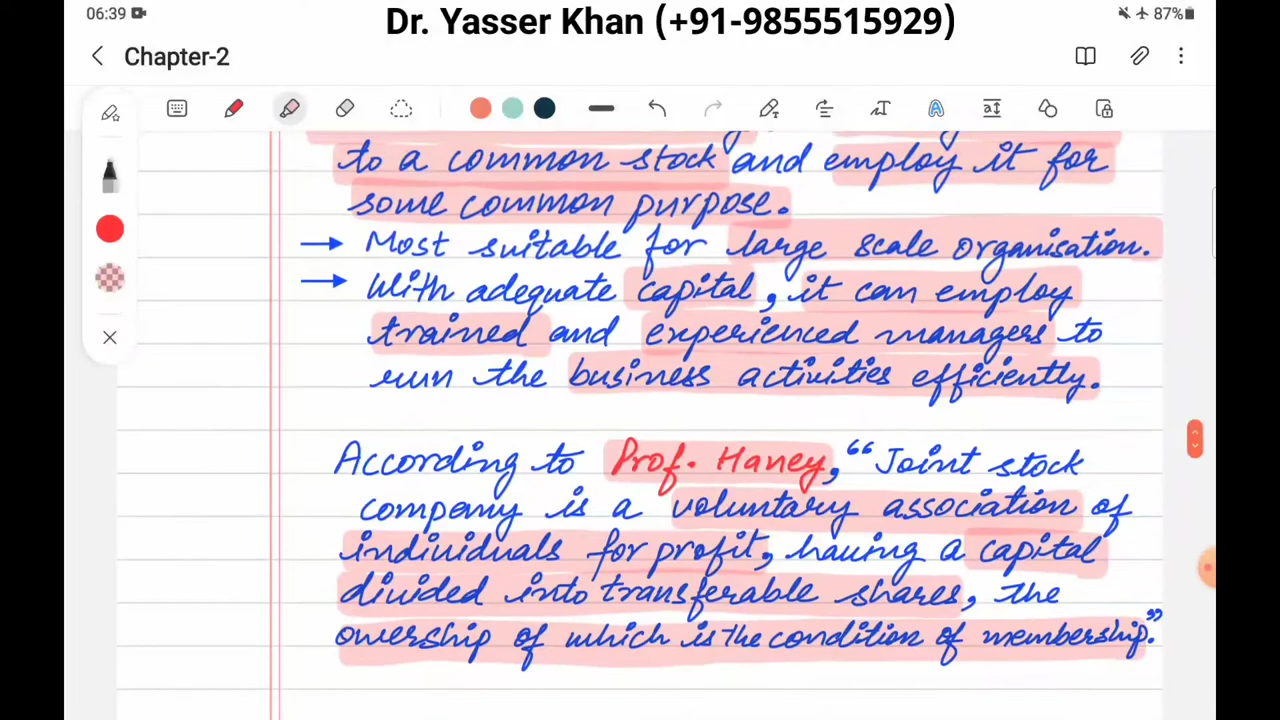 06:39
Dr. Yasser Khan (+91-9855515929)
87%
Chapter-2
to a common stock and employ it for
some common purpose.
→ Most suitable for large scale organisation.
→ With adequate capital, it can employ
trained and experienced managers to
run the business activities efficiently.
According to Prof. Haney, “Joint stock
company is a voluntary association of
individuals for profit, having a capital
divided into transferable shares, the
owership of which is the condition of membership.”